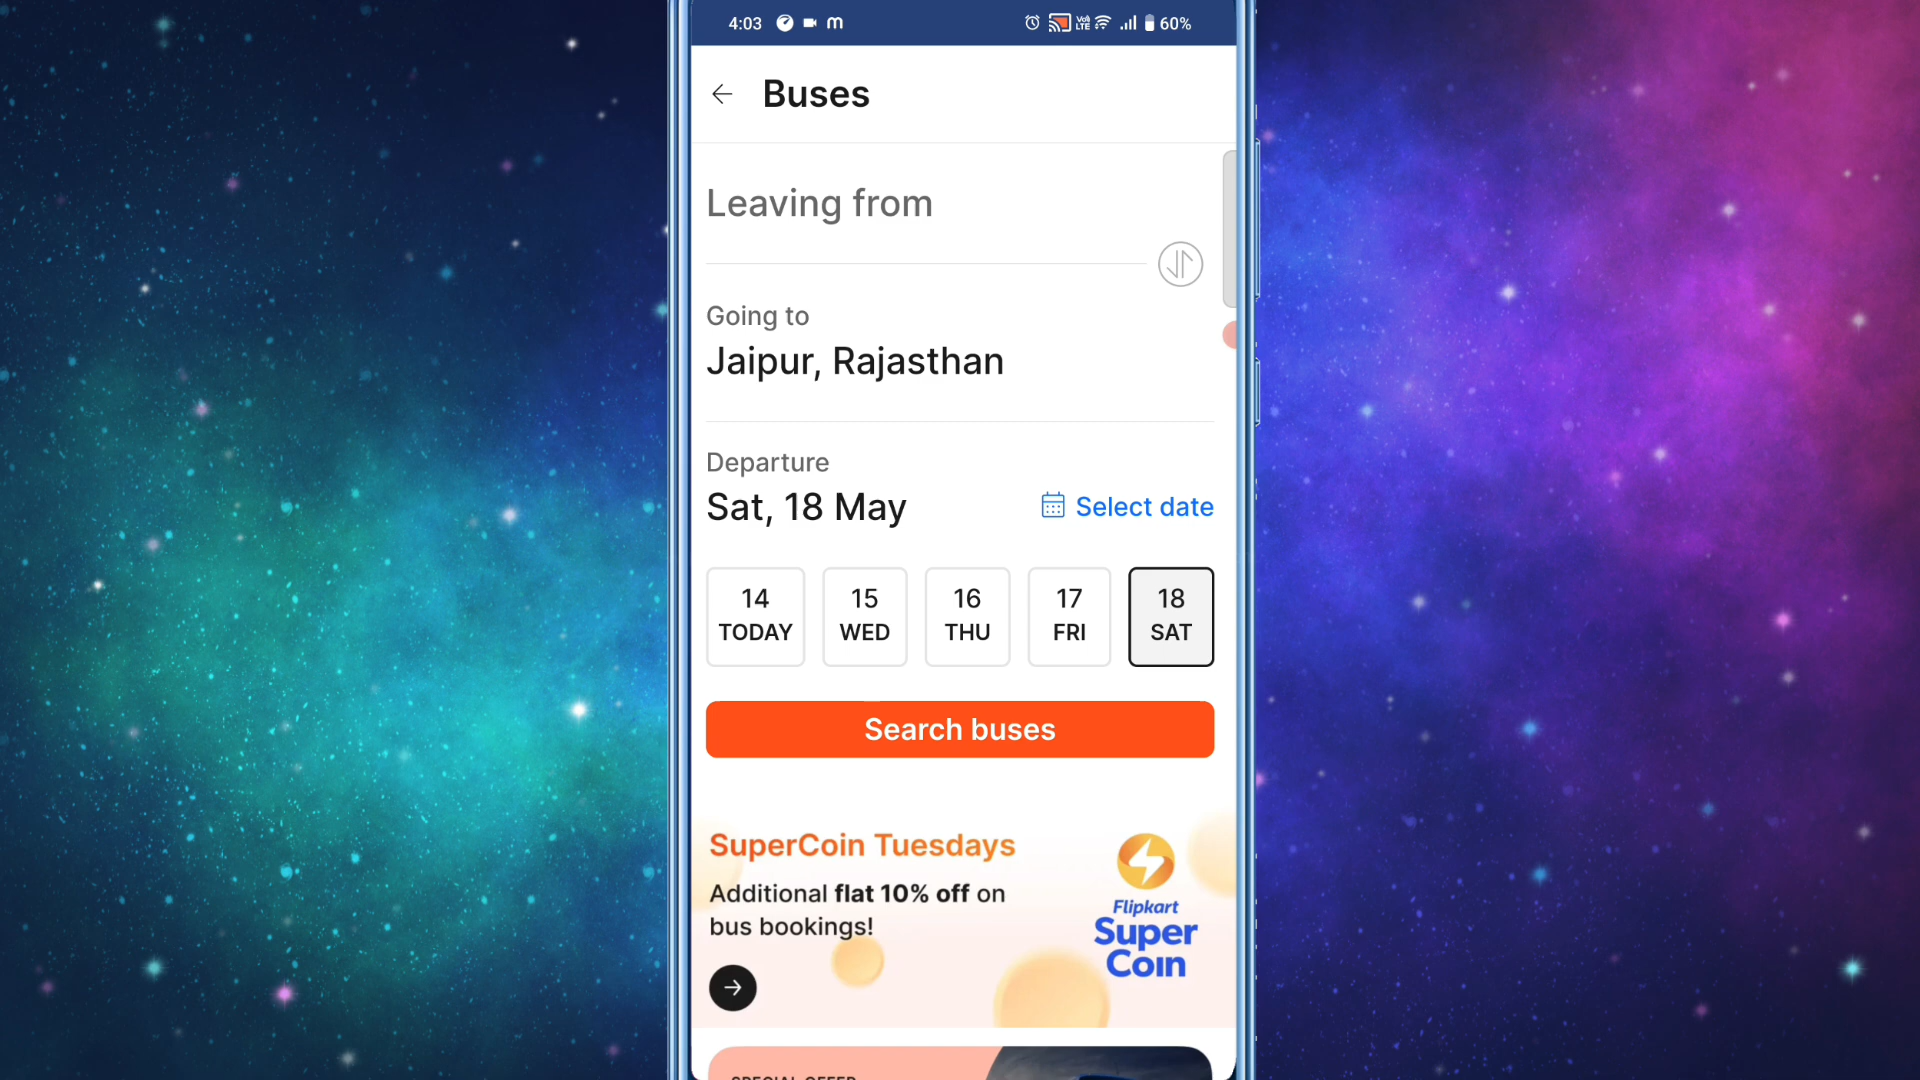 4:03
Vo))
LTE
60%
Buses
Leaving from
Going to
Jaipur, Rajasthan
Departure
Sat, 18 May
Select date
14
TODAY
15
WED
16
THU
17
FRI
18
SAT
Search buses
SuperCoin Tuesdays
Additional flat 10% off on
bus bookings!
Flipkart
Super
Coin
SPECIAL OFFER